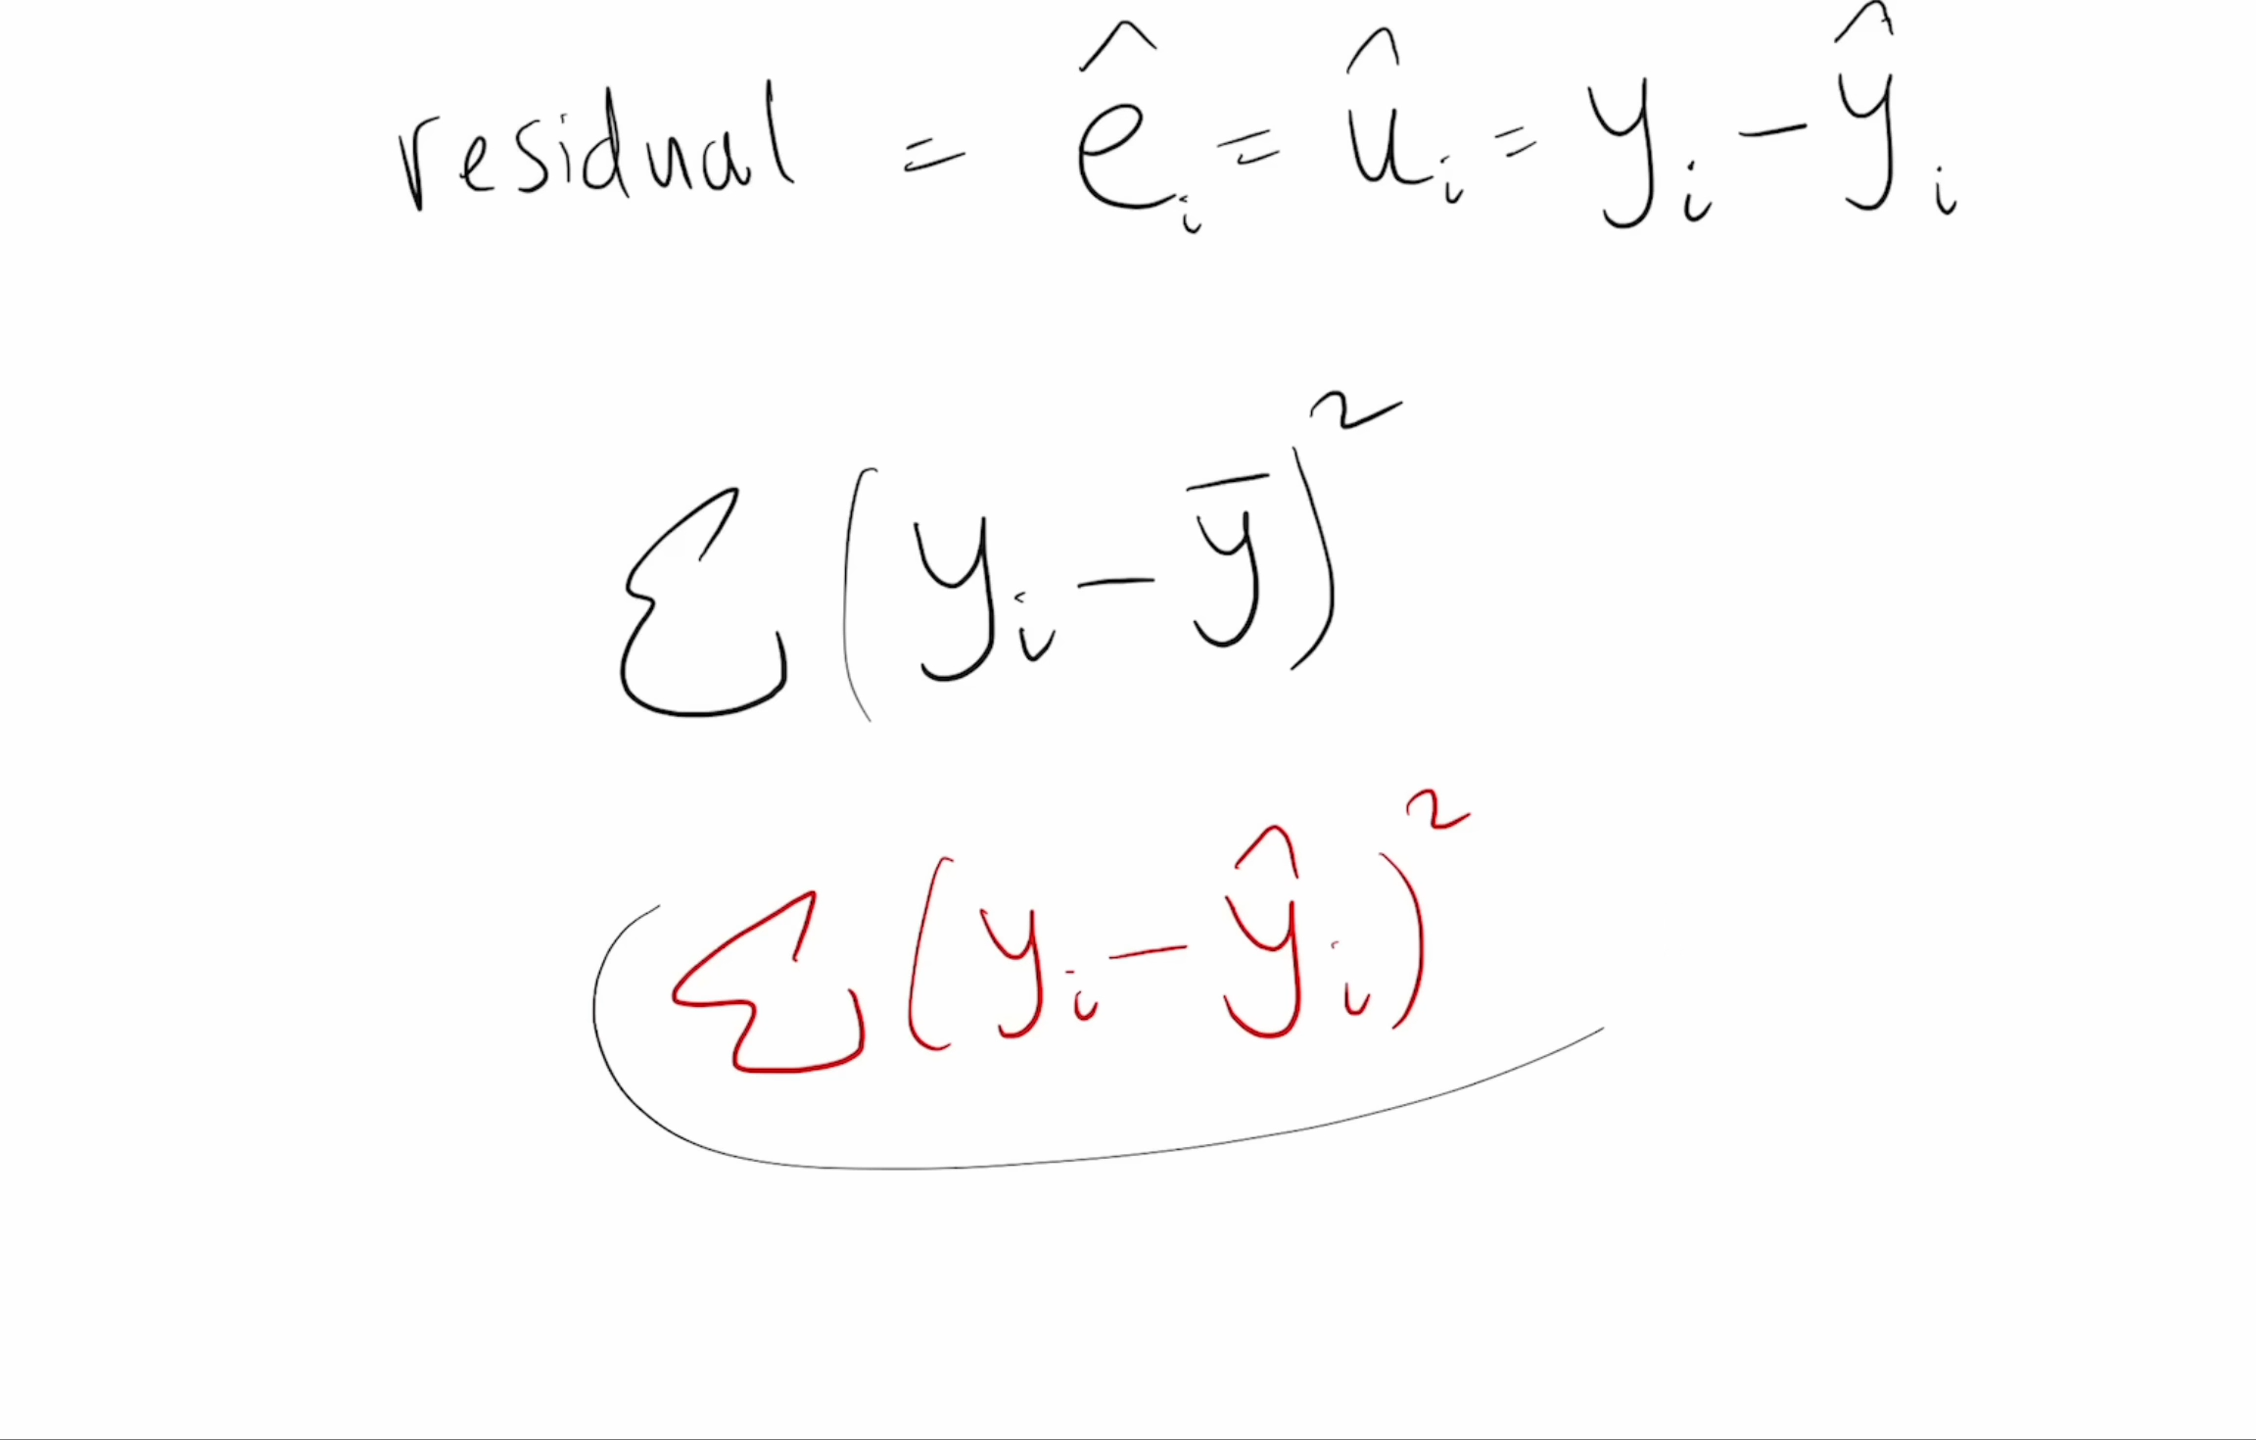 residual = ê_i = û_i = y_i - ŷ_i
Σ(y_i - ȳ)²
Σ(y_i - ŷ_i)²